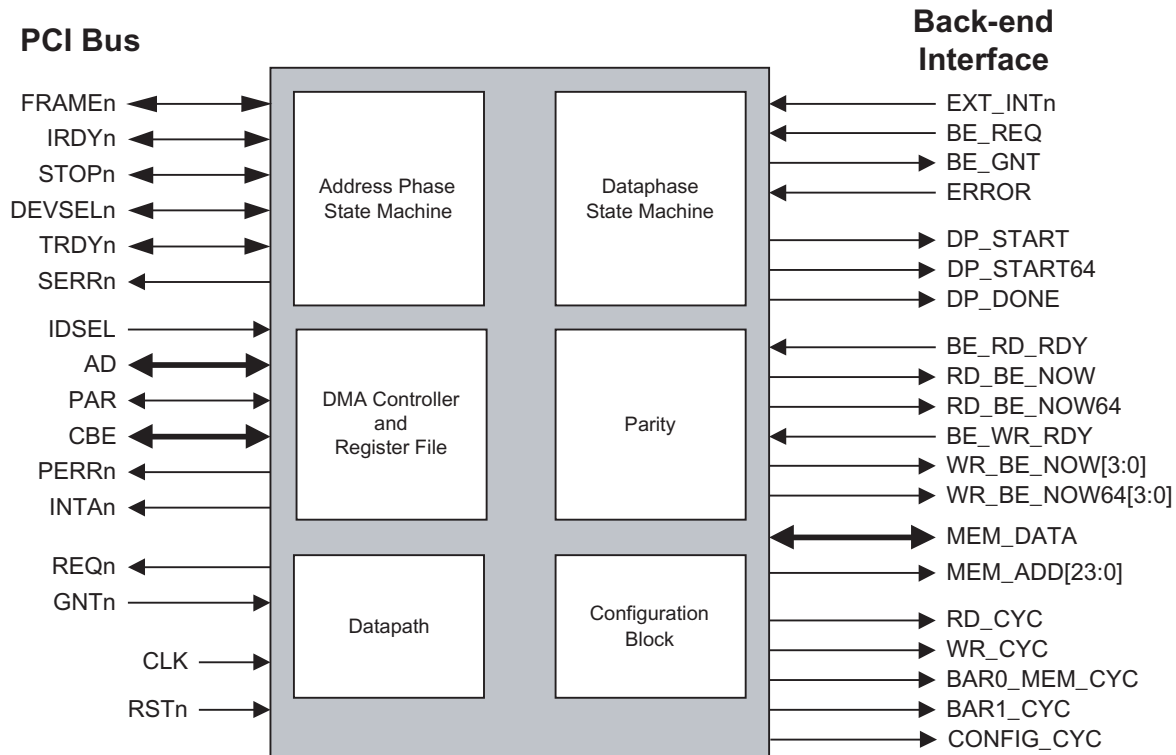 PCI Bus
Back-end
Interface
FRAMEn
IRDYn
STOPn
DEVSELn
TRDYn
SERRn
IDSEL
AD
PAR
CBE
PERRn
INTAn
REQn
GNTn
CLK
RSTn
Address Phase
State Machine
Dataphase
State Machine
DMA Controller
and
Register File
Parity
Datapath
Configuration
Block
EXT_INTn
BE_REQ
BE_GNT
ERROR
DP_START
DP_START64
DP_DONE
BE_RD_RDY
RD_BE_NOW
RD_BE_NOW64
BE_WR_RDY
WR_BE_NOW[3:0]
WR_BE_NOW64[3:0]
MEM_DATA
MEM_ADD[23:0]
RD_CYC
WR_CYC
BAR0_MEM_CYC
BAR1_CYC
CONFIG_CYC